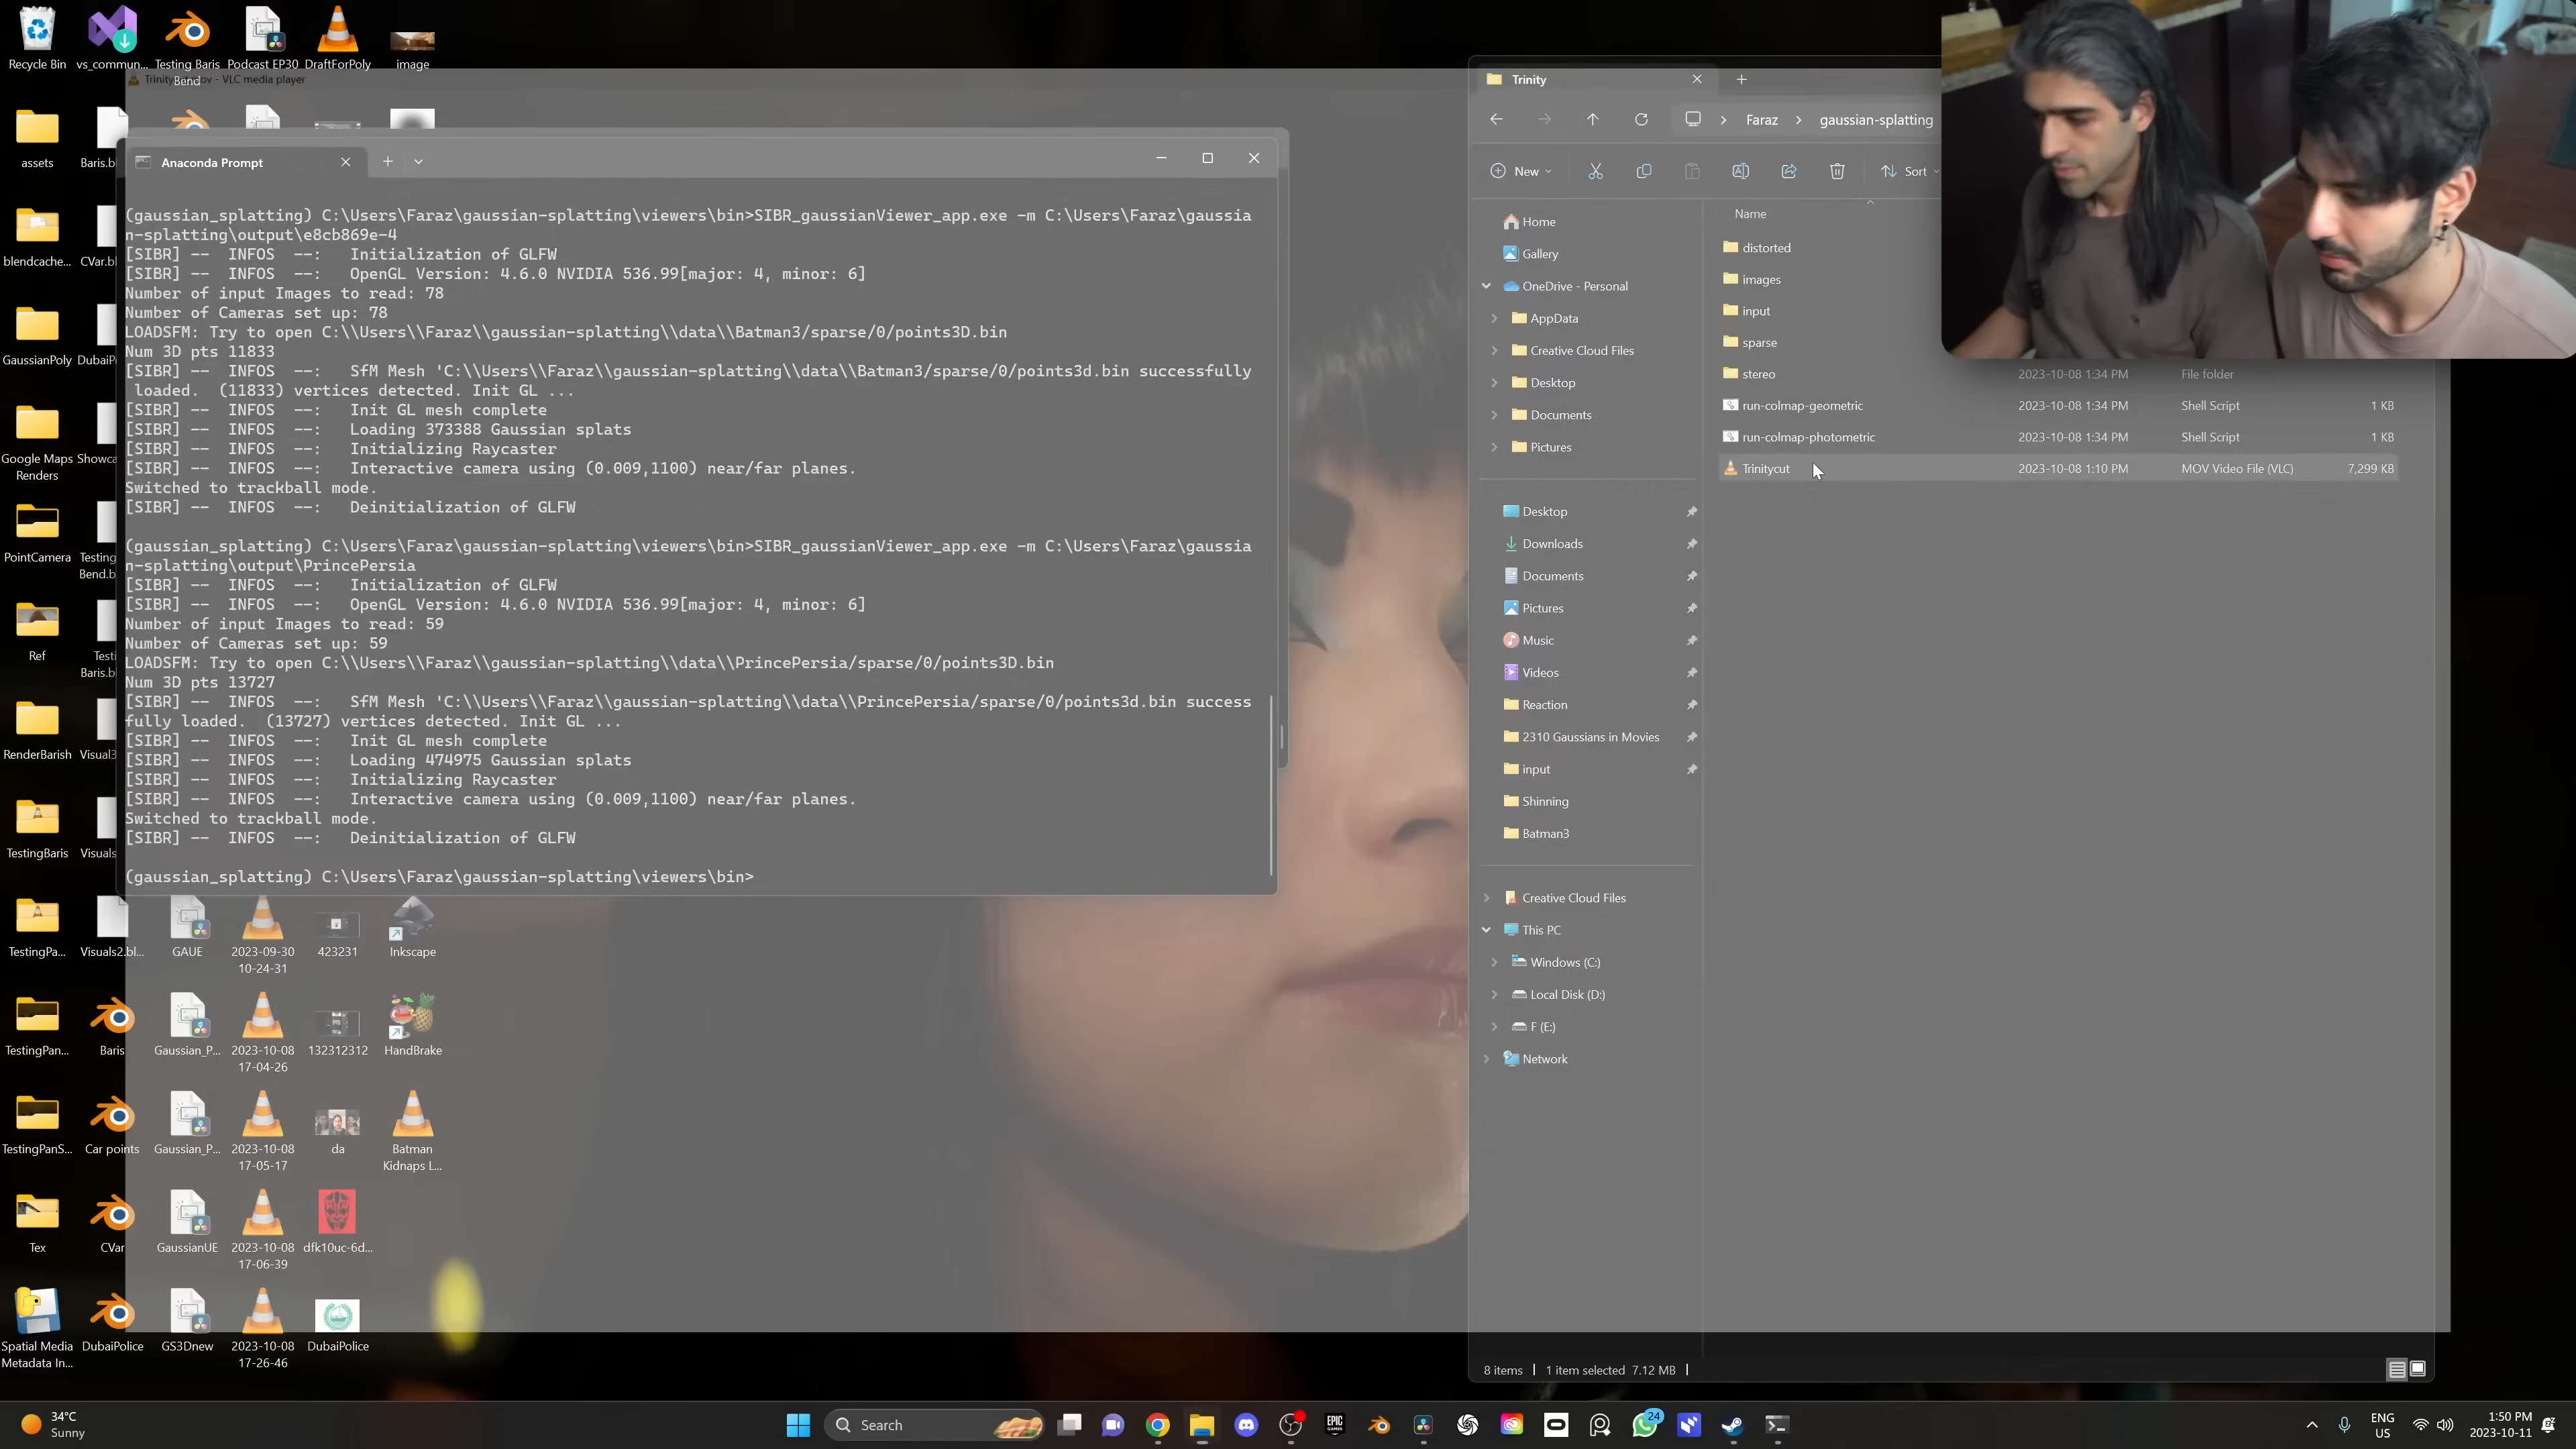 Recycle Bin
vs_commun...
Testing Baris
Bend
Podcast EP30
DraftForPoly
image
assets
Baris.b
blendcache...
CVar.b
GaussianPoly
DubaiP
Google Maps
Renders
Showca
PointCamera
Testing
Bend.b
Ref
Testi
Baris.b
RenderBarish
Visual3
TestingBaris
Visuals
TestingPa...
Visuals2.bl...
GAUE
2023-09-30
10-24-31
423231
Inkscape
TestingPan...
Baris
Gaussian_P...
2023-10-08
17-04-26
132312312
HandBrake
TestingPanS...
Car points
Gaussian_P...
2023-10-08
17-05-17
da
Batman
Kidnaps L...
Tex
CVar
GaussianUE
2023-10-08
17-06-39
dfk10uc-6d...
Spatial Media
Metadata In...
DubaiPolice
GS3Dnew
2023-10-08
17-26-46
DubaiPolice
VLC media player
Anaconda Prompt
(gaussian_splatting) C:\Users\Faraz\gaussian-splatting\viewers\bin>SIBR_gaussianViewer_app.exe -m C:\Users\Faraz\gaussia
n-splatting\output\e8cb869e-4
[SIBR] -- INFOS --: Initialization of GLFW
[SIBR] -- INFOS --: OpenGL Version: 4.6.0 NVIDIA 536.99[major: 4, minor: 6]
Number of input Images to read: 78
Number of Cameras set up: 78
LOADSFM: Try to open C:\\Users\\Faraz\\gaussian-splatting\\data\\Batman3/sparse/0/points3D.bin
Num 3D pts 11833
[SIBR] -- INFOS --: SfM Mesh 'C:\\Users\\Faraz\\gaussian-splatting\\data\\Batman3/sparse/0/points3d.bin successfully
loaded. (11833) vertices detected. Init GL ...
[SIBR] -- INFOS --: Init GL mesh complete
[SIBR] -- INFOS --: Loading 373388 Gaussian splats
[SIBR] -- INFOS --: Initializing Raycaster
[SIBR] -- INFOS --: Interactive camera using (0.009,1100) near/far planes.
Switched to trackball mode.
[SIBR] -- INFOS --: Deinitialization of GLFW
(gaussian_splatting) C:\Users\Faraz\gaussian-splatting\viewers\bin>SIBR_gaussianViewer_app.exe -m C:\Users\Faraz\gaussia
n-splatting\output\PrincePersia
[SIBR] -- INFOS --: Initialization of GLFW
[SIBR] -- INFOS --: OpenGL Version: 4.6.0 NVIDIA 536.99[major: 4, minor: 6]
Number of input Images to read: 59
Number of Cameras set up: 59
LOADSFM: Try to open C:\\Users\\Faraz\\gaussian-splatting\\data\\PrincePersia/sparse/0/points3D.bin
Num 3D pts 13727
[SIBR] -- INFOS --: SfM Mesh 'C:\\Users\\Faraz\\gaussian-splatting\\data\\PrincePersia/sparse/0/points3d.bin success
fully loaded. (13727) vertices detected. Init GL ...
[SIBR] -- INFOS --: Init GL mesh complete
[SIBR] -- INFOS --: Loading 474975 Gaussian splats
[SIBR] -- INFOS --: Initializing Raycaster
[SIBR] -- INFOS --: Interactive camera using (0.009,1100) near/far planes.
Switched to trackball mode.
[SIBR] -- INFOS --: Deinitialization of GLFW
(gaussian_splatting) C:\Users\Faraz\gaussian-splatting\viewers\bin>
Trinity
Faraz > gaussian-splatting
New
Sort
Home
Gallery
OneDrive - Personal
AppData
Creative Cloud Files
Desktop
Documents
Pictures
Desktop
Downloads
Documents
Pictures
Music
Videos
Reaction
2310 Gaussians in Movies
input
Shinning
Batman3
Creative Cloud Files
This PC
Windows (C:)
Local Disk (D:)
F (E:)
Network
Name
distorted
images
input
sparse
stereo 2023-10-08 1:34 PM File folder
run-colmap-geometric 2023-10-08 1:34 PM Shell Script 1 KB
run-colmap-photometric 2023-10-08 1:34 PM Shell Script 1 KB
Trinitycut 2023-10-08 1:10 PM MOV Video File (VLC) 7,299 KB
8 items 1 item selected 7.12 MB
34°C
Sunny
Search
EPIC
GAMES
24
ENG
US
1:50 PM
2023-10-11